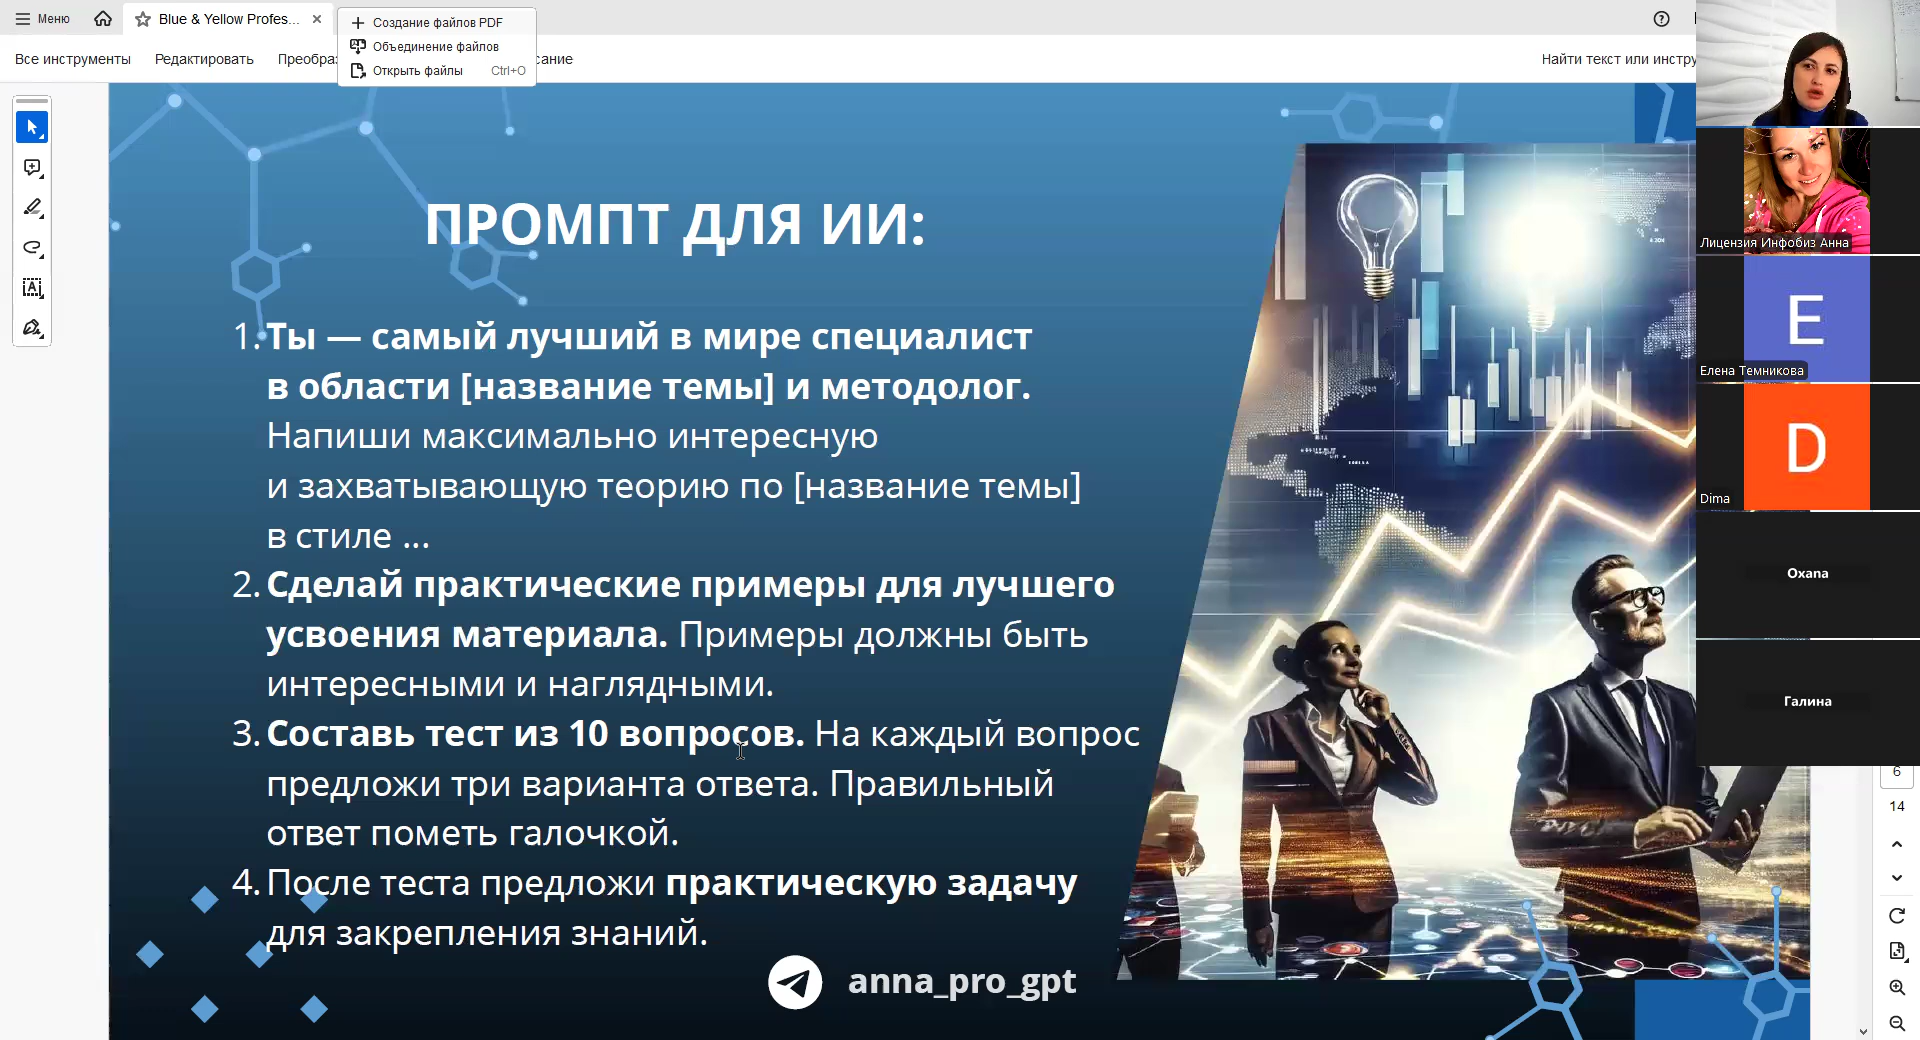 Меню
Blue & Yellow Profes...
Создание файлов PDF
Объединение файлов
Открыть файлы Ctrl+O
Все инструменты
Редактировать
Найти текст или инстру
ПРОМПТ ДЛЯ ИИ:
1. Ты — самый лучший в мире специалист
в области [название темы] и методолог.
Напиши максимально интересную
и захватывающую теорию по [название темы]
в стиле ...
2. Сделай практические примеры для лучшего
усвоения материала. Примеры должны быть
интересными и наглядными.
3. Составь тест из 10 вопросов. На каждый вопрос
предложи три варианта ответа. Правильный
ответ пометь галочкой.
4. После теста предложи практическую задачу
для закрепления знаний.
anna_pro_gpt
Лицензия Инфобиз Анна
E
Елена Темникова
D
Dima
Oxana
Галина
6
14